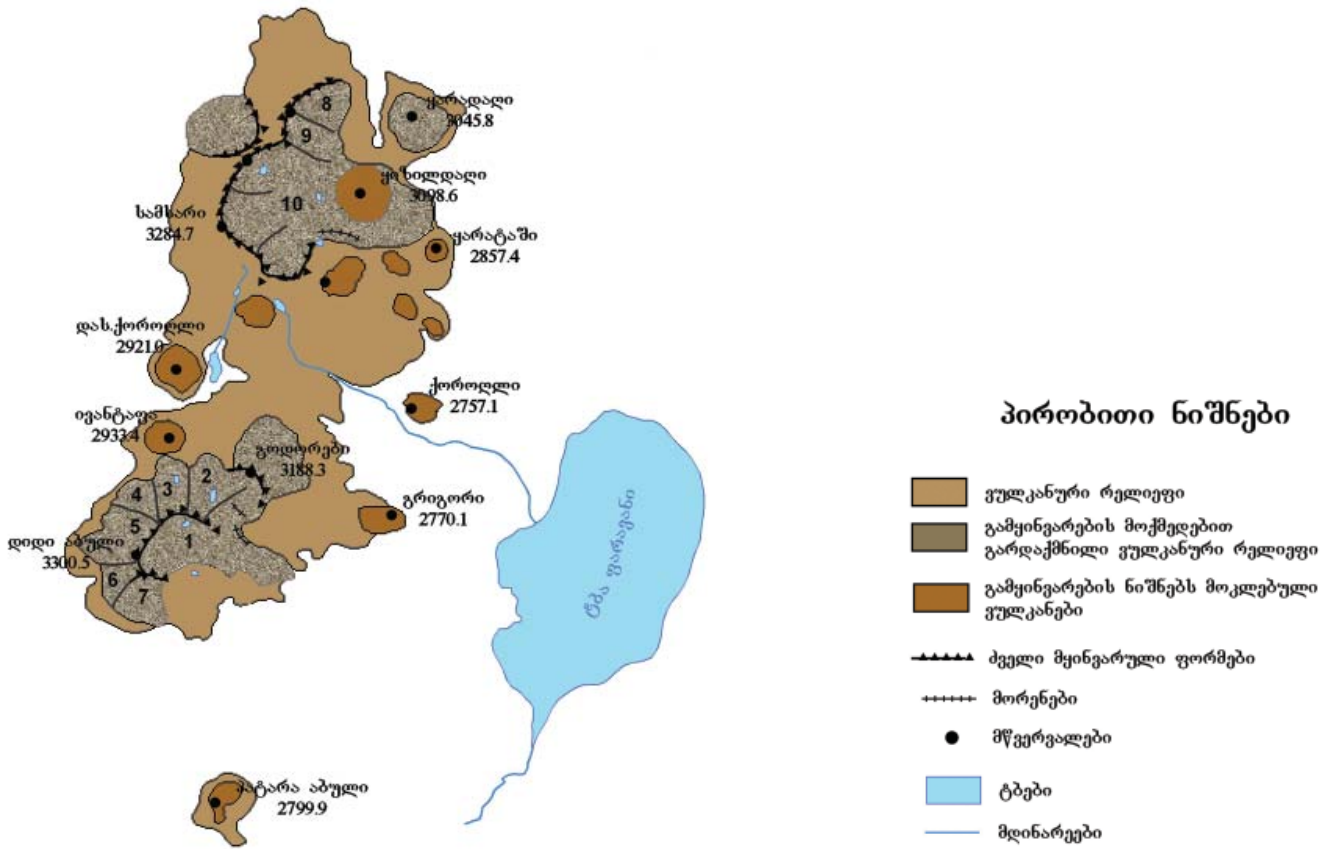 8
ყარადაღი
3045.8
9
ყიზილდაღი
3098.6
10
სამსარი
3284.7
ყარატაში
2857.4
დას.ქოროღლი
2921.0
ქოროღლი
2757.1
ივანტაფა
2933.4
გოდორები
3188.3
2
3
4
5
1
6
7
გრიგორი
2770.1
დიდი აბული
3300.5
ტბა ფარავანი
პატარა აბული
2799.9
პირობითი ნიშნები
ვულკანური რელიეფი
გამყინვარების მოქმედებით
გარდაქმნილი ვულკანური რელიეფი
გამყინვარების ნიშნებს მოკლებული
ვულკანები
ძველი მყინვარული ფორმები
მორენები
მწვერვალები
ტბები
მდინარეები